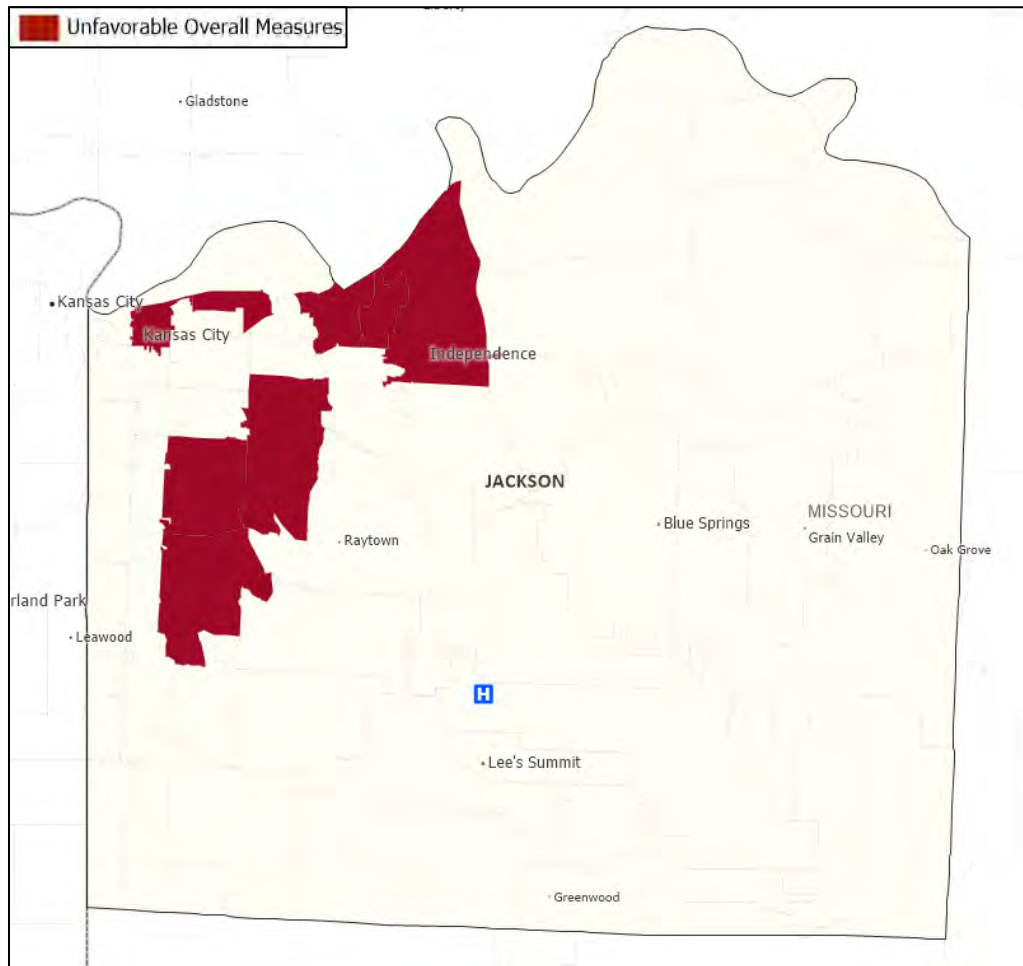 Unfavorable Overall Measures
Gladstone
Kansas City
Kansas City
Independence
JACKSON
MISSOURI
Blue Springs
Grain Valley
Raytown
Oak Grove
rland Park
Leawood
H
Lee's Summit
Greenwood